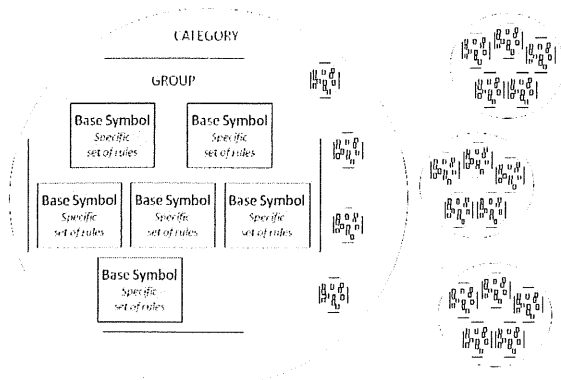 CATEGORY
GROUP
Base Symbol
Specific
set of rules
Base Symbol
Specific
set of rules
Base Symbol
Specific
set of rules
Base Symbol
Specific
set of rules
Base Symbol
Specific
set of rules
Base Symbol
Specific
set of rules